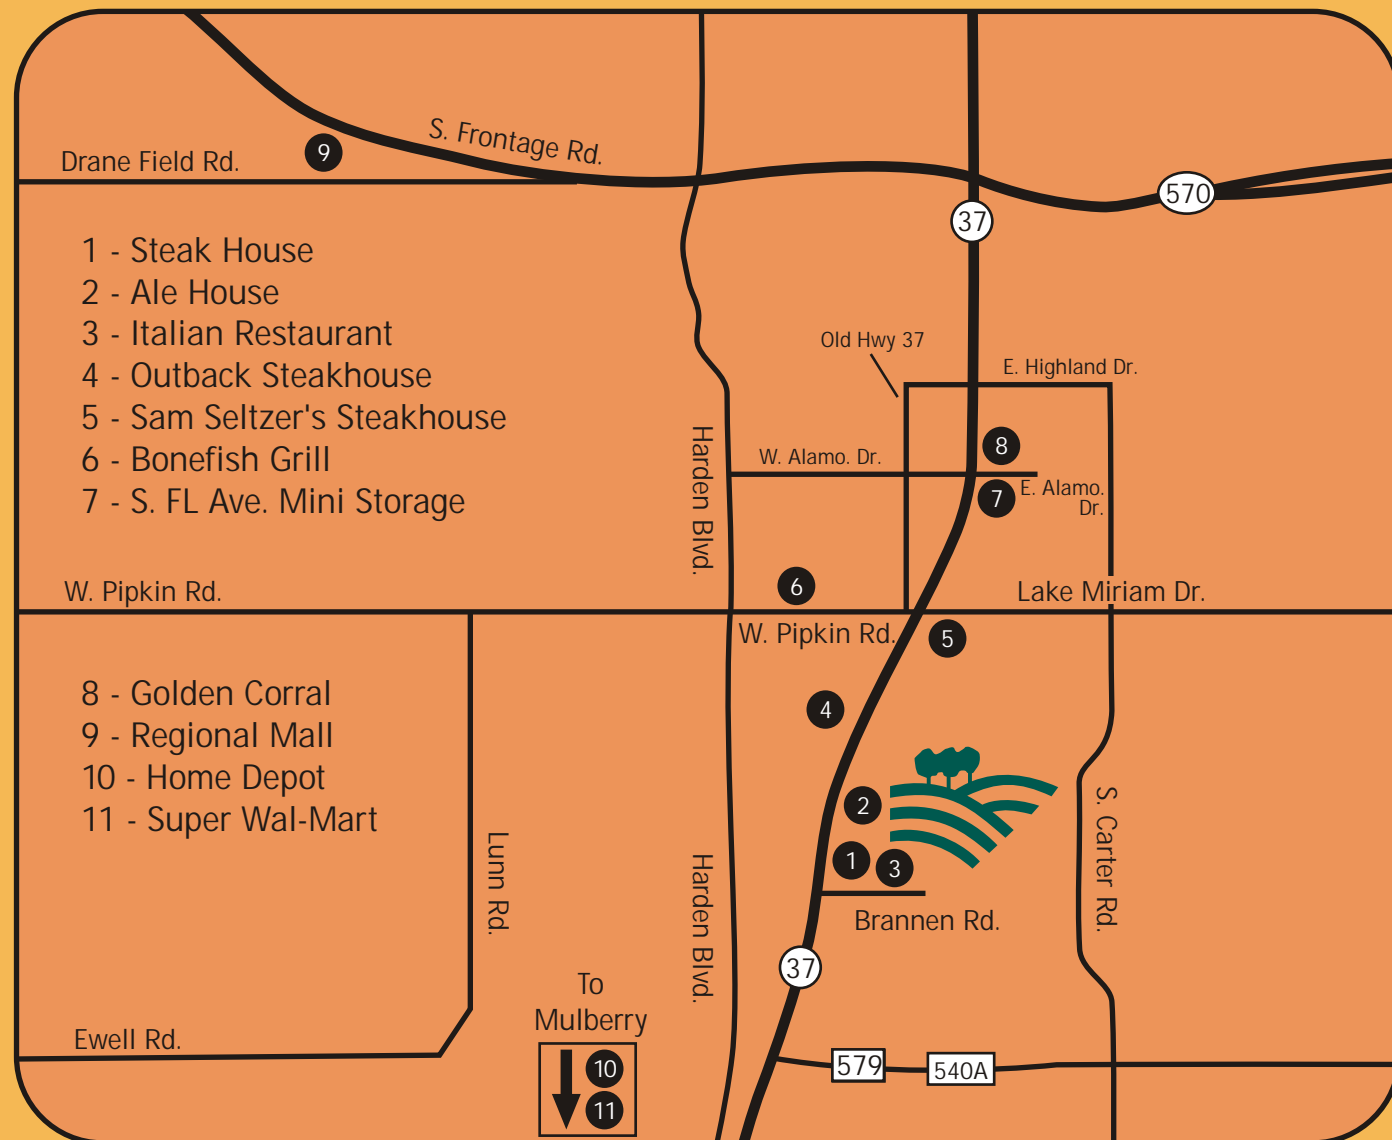 S. Frontage Rd.
Drane Field Rd.
9
570
37
1 - Steak House
2 - Ale House
3 - Italian Restaurant
4 - Outback Steakhouse
5 - Sam Seltzer's Steakhouse
6 - Bonefish Grill
7 - S. FL Ave. Mini Storage
Old Hwy 37
E. Highland Dr.
Harden Blvd.
W. Alamo. Dr.
8
7
E. Alamo.
Dr.
6
W. Pipkin Rd.
Lake Miriam Dr.
W. Pipkin Rd.
5
4
8 - Golden Corral
9 - Regional Mall
10 - Home Depot
11 - Super Wal-Mart
2
1
3
S. Carter Rd.
Lunn Rd.
Harden Blvd.
Brannen Rd.
37
To
Mulberry
10
11
Ewell Rd.
579
540A